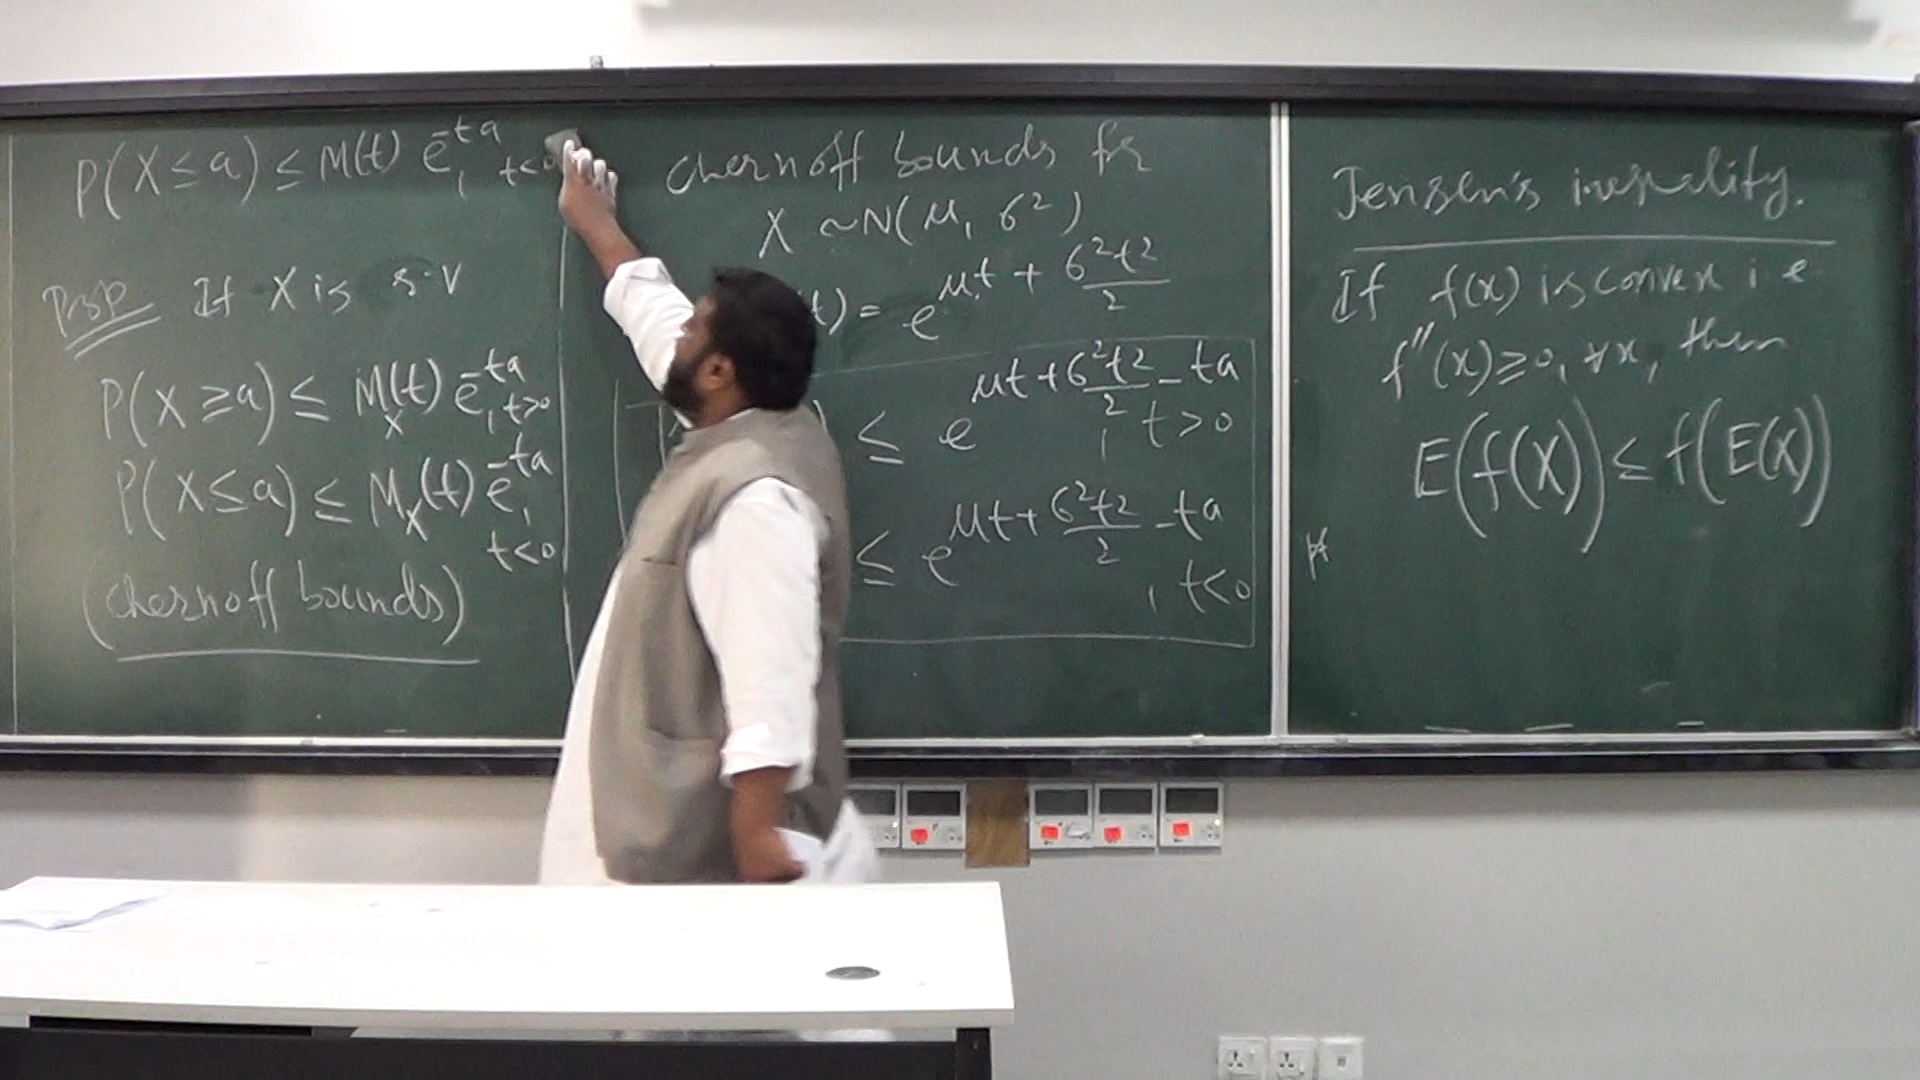 P(X ≤ a) ≤ M(t) e^{-ta}, t<0
Prop If X is r.v
P(X ≥ a) ≤ M_X(t) e^{-ta}, t>0
P(X ≤ a) ≤ M_X(t) e^{-ta},
t<0
(chernoff bounds)
chernoff bounds for
X ~ N(μ, σ²)
t) = e^{μt + σ²t²/2}
≤ e^{μt + σ²t²/2 - ta}, t>0
≤ e^{μt + σ²t²/2 - ta}
, t<0
Jensen's inequality.
If f(x) is convex i.e
f''(x) ≥ 0, ∀x, then
E(f(X)) ≤ f(E(X))